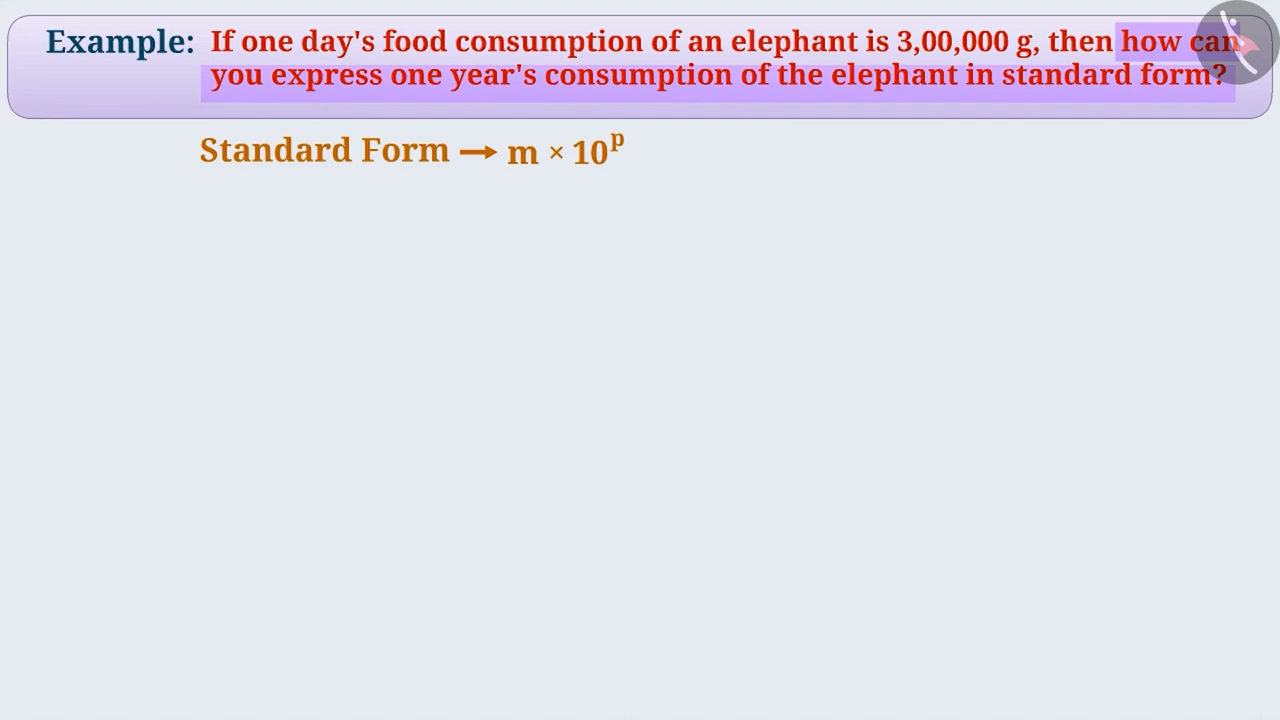 Example: If one day's food consumption of an elephant is 3,00,000 g, then how can
you express one year's consumption of the elephant in standard form?
Standard Form → m × 10ᵖ